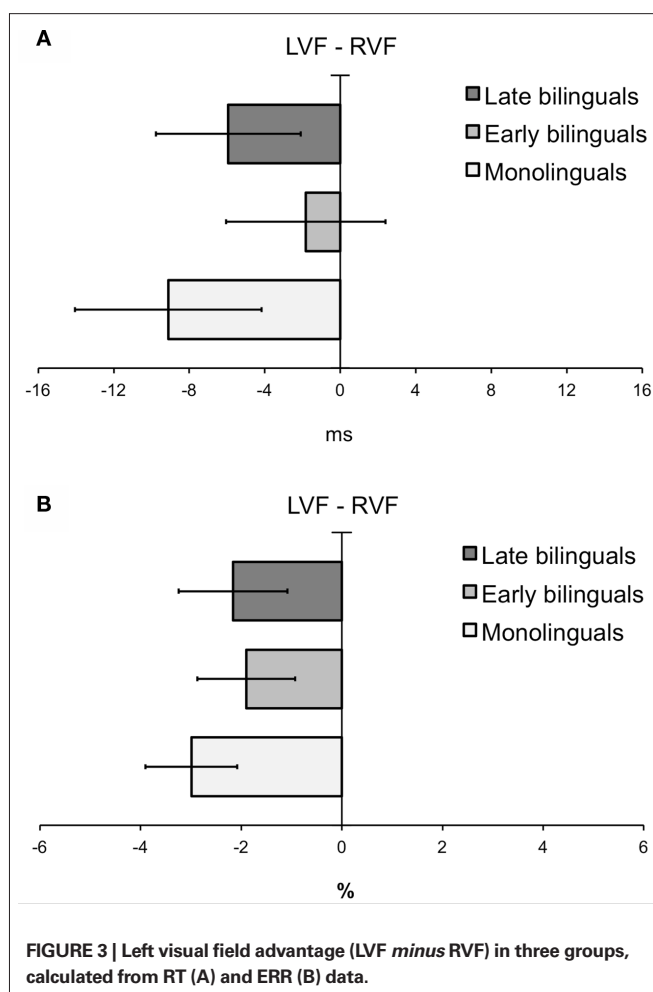 A
LVF - RVF
Late bilinguals
Early bilinguals
Monolinguals
-16 -12 -8 -4 0 4 8 12 16
ms
B
LVF - RVF
Late bilinguals
Early bilinguals
Monolinguals
-6 -4 -2 0 2 4 6
%
FIGURE 3 | Left visual field advantage (LVF minus RVF) in three groups,
calculated from RT (A) and ERR (B) data.